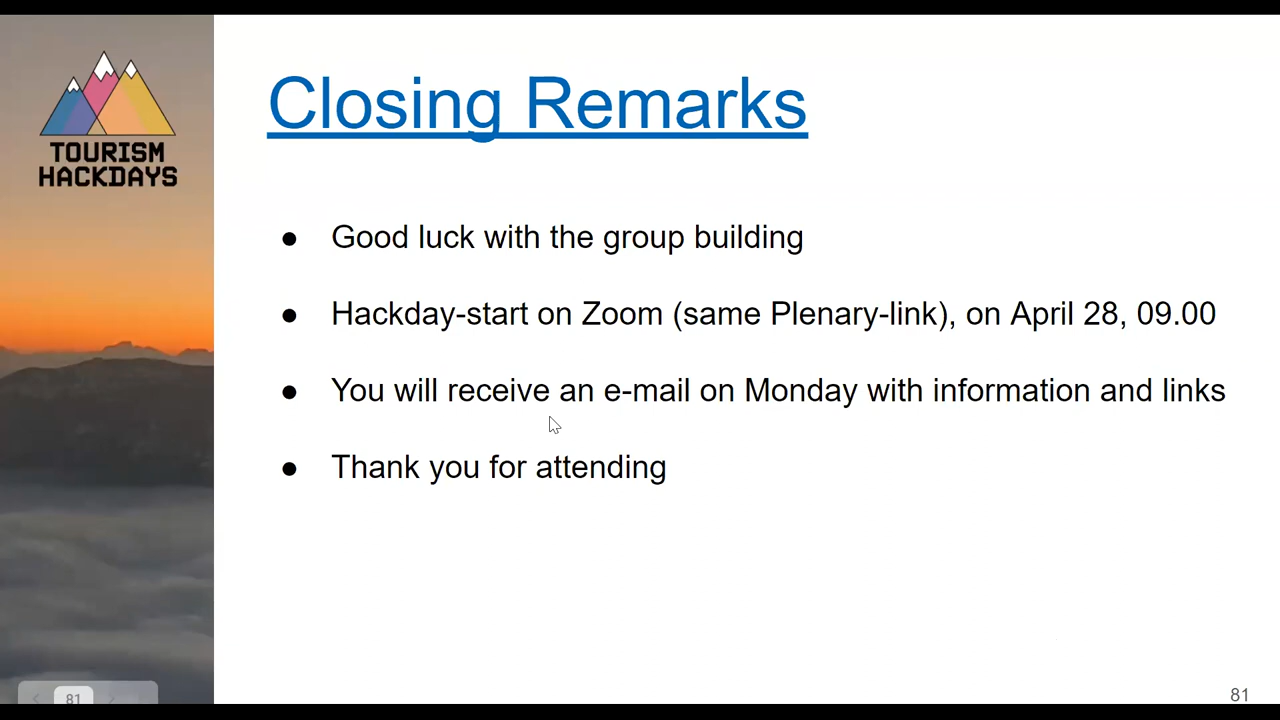 TOURISM
HACKDAYS
Closing Remarks
● Good luck with the group building
● Hackday-start on Zoom (same Plenary-link), on April 28, 09.00
● You will receive an e-mail on Monday with information and links
● Thank you for attending
81
81